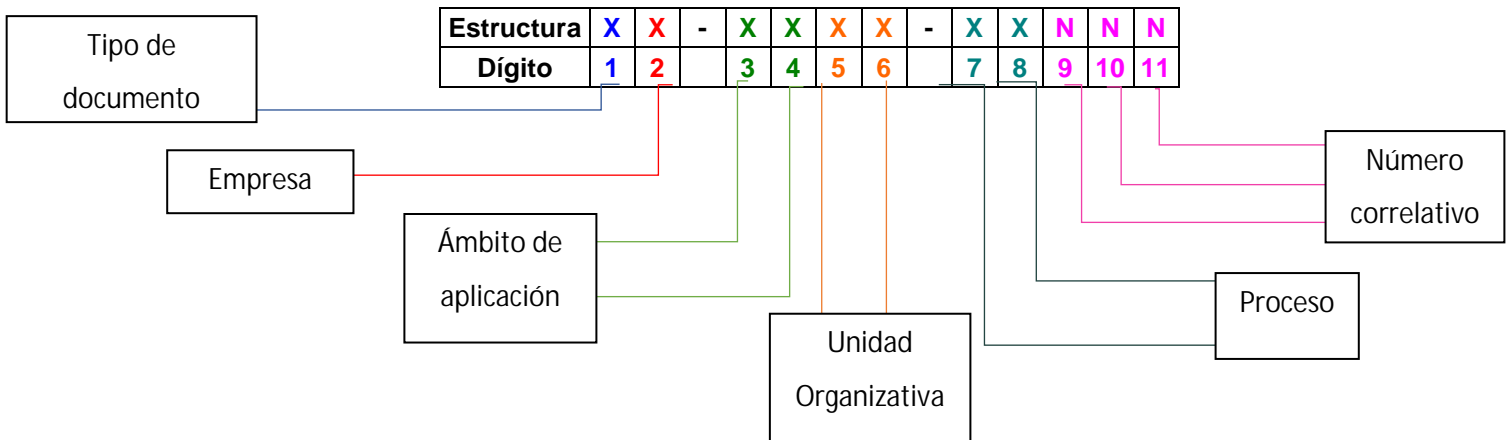 Estructura X X - X X X X - X X N N N
Dígito 1 2 3 4 5 6 7 8 9 10 11
Tipo de
documento
Empresa
Ámbito de
aplicación
Unidad
Organizativa
Proceso
Número
correlativo